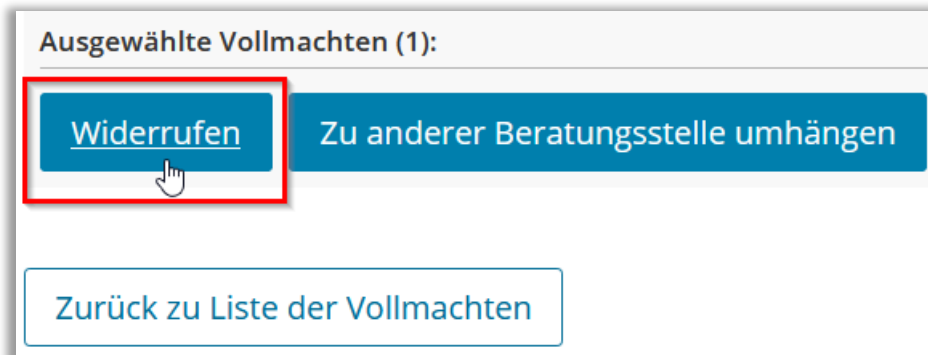 Ausgewählte Vollmachten (1):
Widerrufen
Zu anderer Beratungsstelle umhängen
Zurück zu Liste der Vollmachten